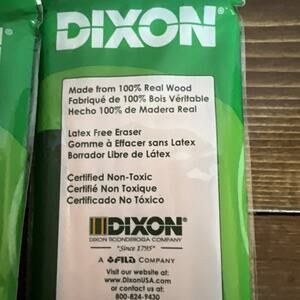 DIXON
Made from 100% Real Wood
Fabriqué de 100% Bois Véritable
Hecho 100% de Madera Real
Latex Free Eraser
Gomme à Effacer sans Latex
Borrador Libre de Látex
Certified Non-Toxic
Certifié Non Toxique
Certificado No Tóxico
DIXON
DIXON TICONDEROGA COMPANY
"Since 1795"
A FILA COMPANY
Visit our website at:
www.DixonUSA.com
or contact us at:
800-824-9430